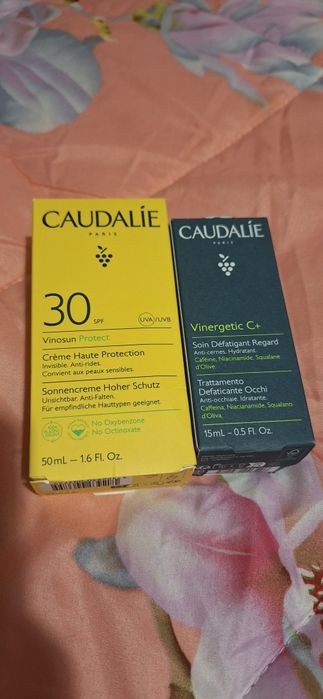 CAUDALÍE
PARIS
30 SPF
UVA/UVB
Vinosun Protect
Crème Haute Protection
Invisible. Anti-rides.
Convient aux peaux sensibles.
Sonnencreme Hoher Schutz
Unsichtbar. Anti-Falten.
Für empfindliche Hauttypen geeignet.
No Oxybenzone
No Octinoxate
50 mL – 1.6 Fl. Oz.
CAUDALÍE
PARIS
Vinergetic C+
Soin Défatigant Regard
Anti-cernes. Hydratant.
Caféine, Niacinamide, Squalane
d'Olive.
Trattamento
Defaticante Occhi
Anti-occhiaie. Idratante.
Caffeina, Niacinamide, Squalano
d'Oliva.
15mL – 0.5 Fl. Oz.